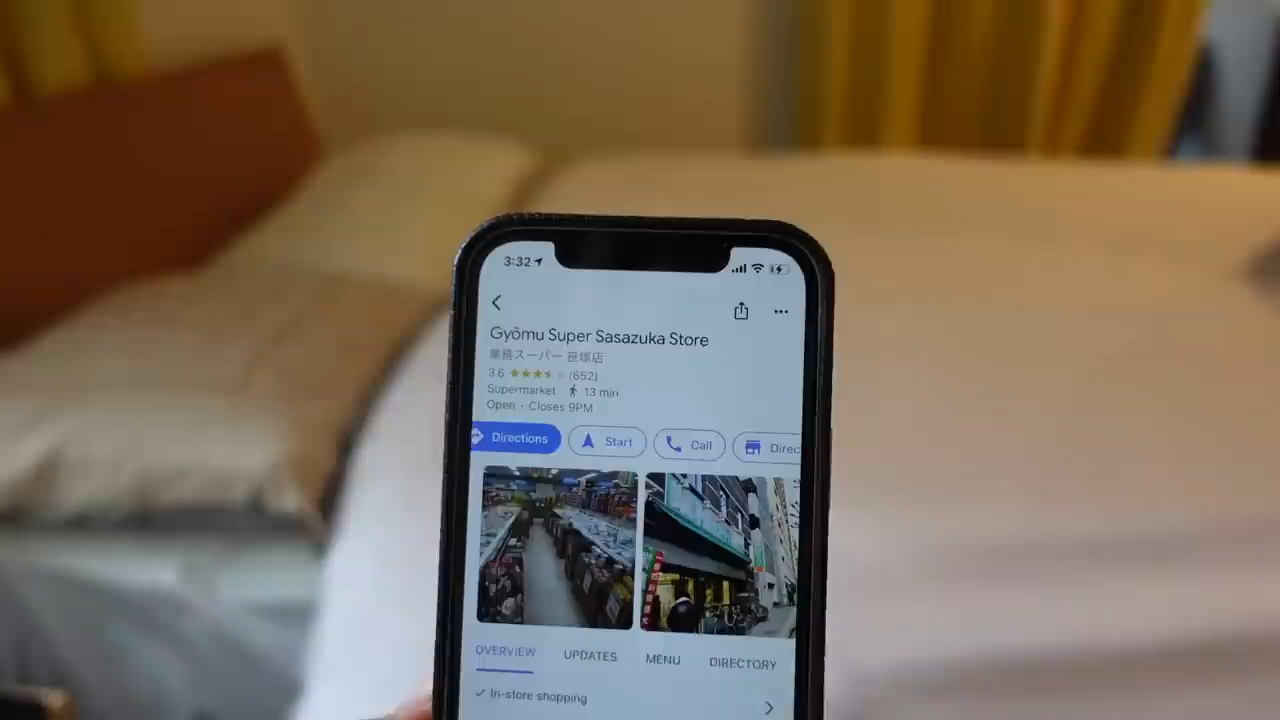 3:32
Gyōmu Super Sasazuka Store
業務スーパー 笹塚店
3.6 (652)
Supermarket 13 min
Open · Closes 9PM
Directions Start Call Direc
OVERVIEW UPDATES MENU DIRECTORY
In-store shopping